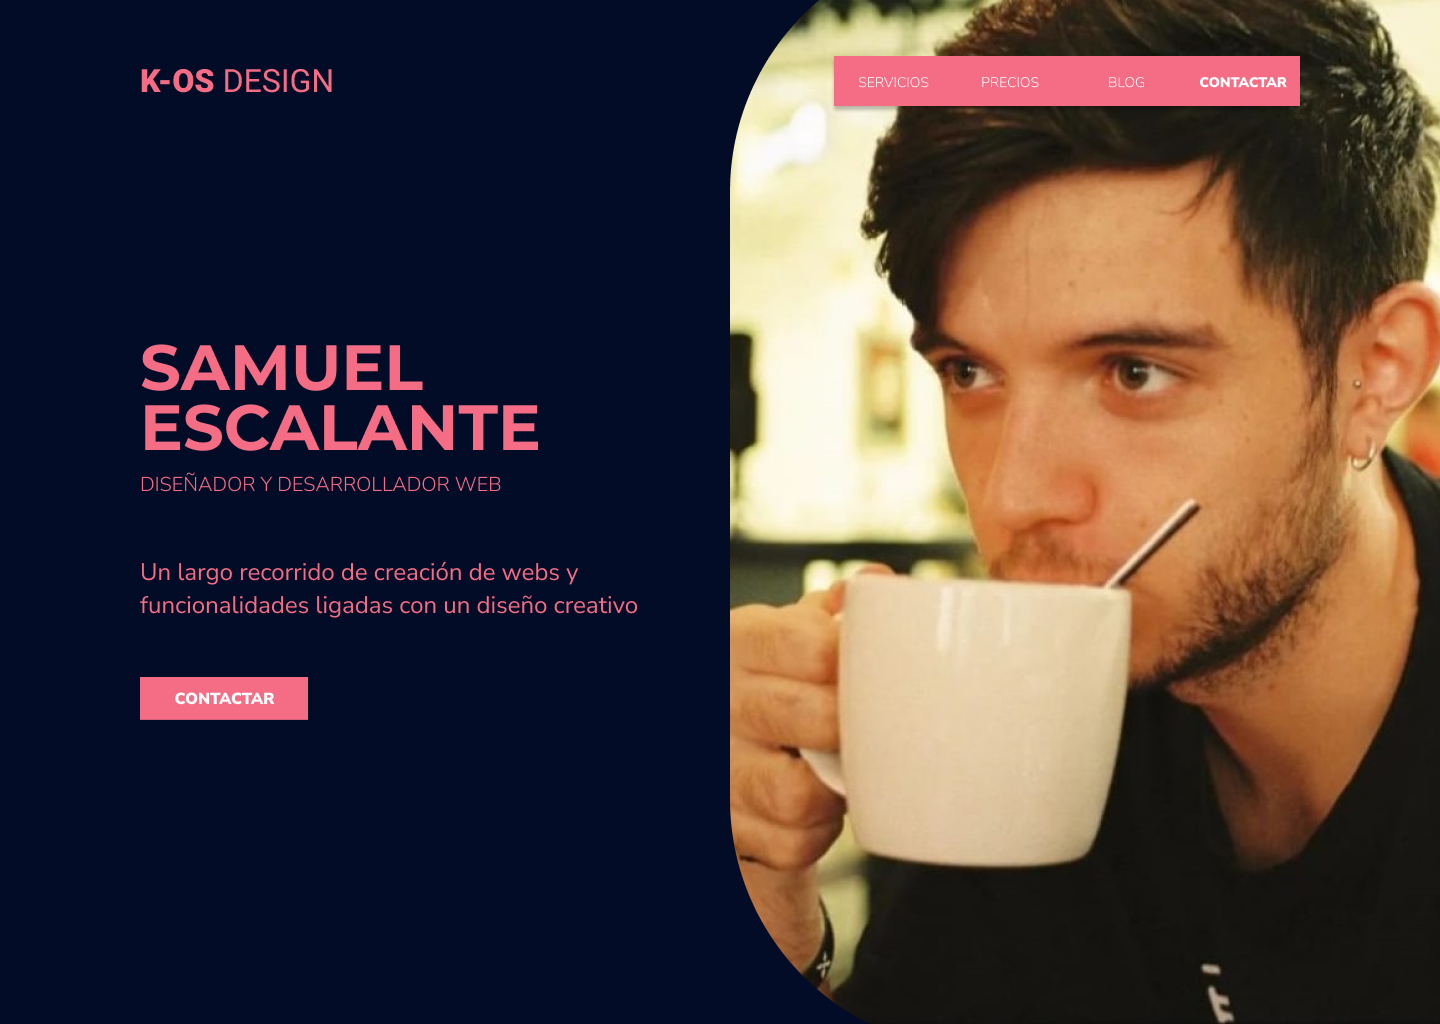 K-OS DESIGN
SERVICIOS PRECIOS BLOG CONTACTAR
SAMUEL
ESCALANTE
DISEÑADOR Y DESARROLLADOR WEB
Un largo recorrido de creación de webs y
funcionalidades ligadas con un diseño creativo
CONTACTAR